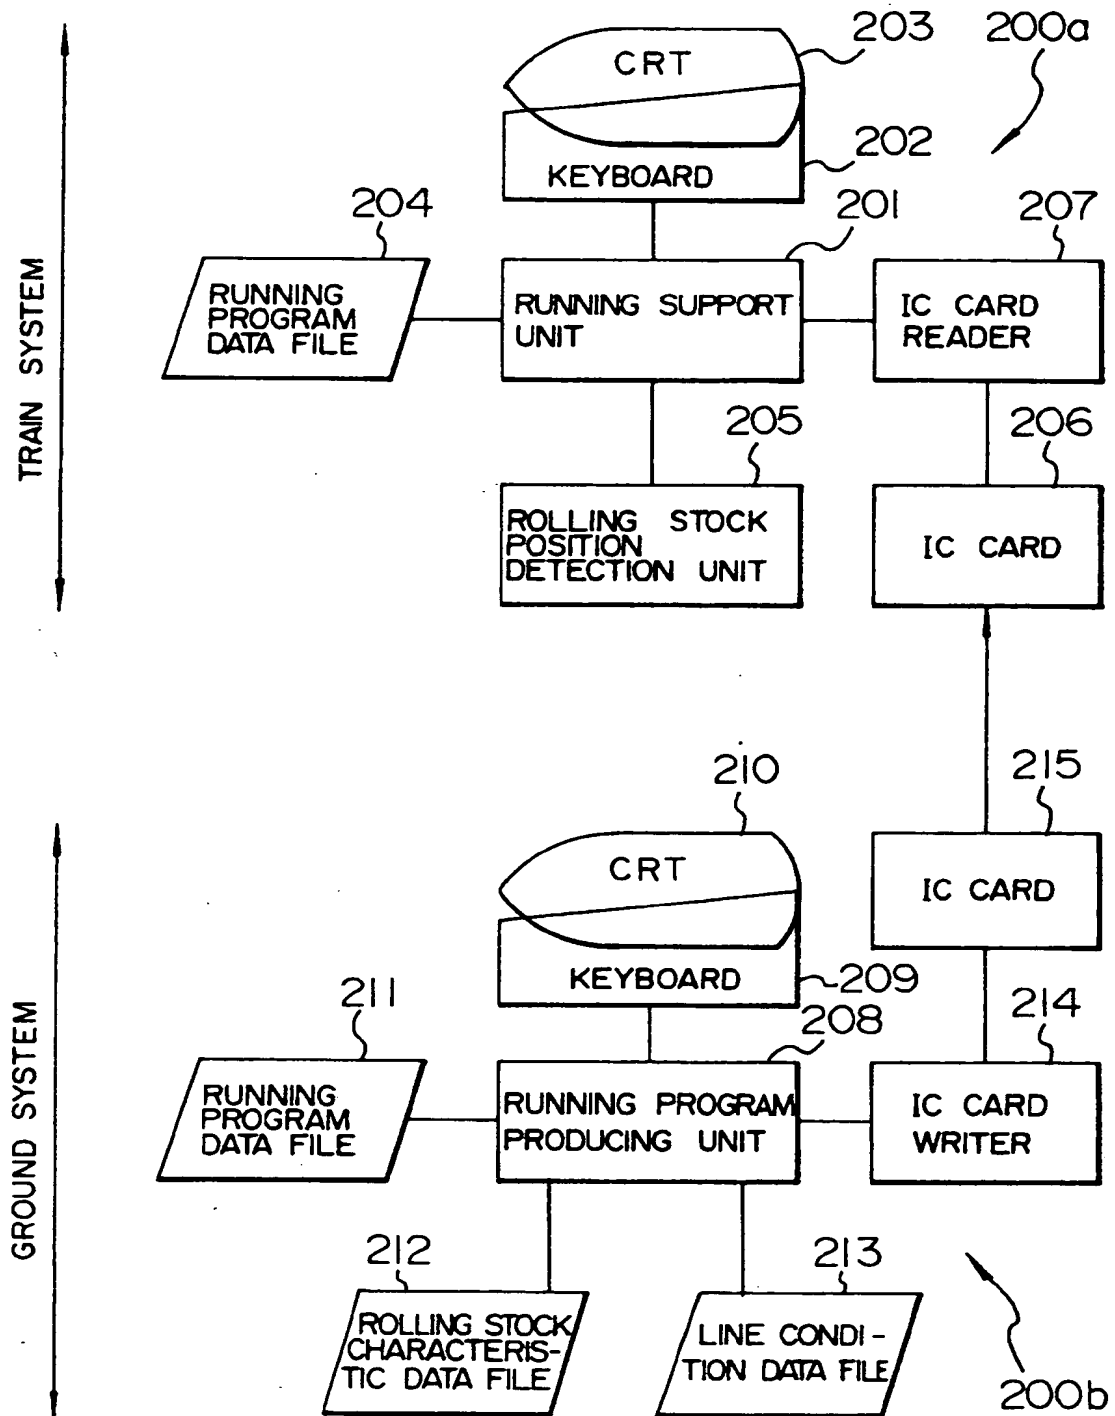 203
200a
CRT
202
KEYBOARD
204
201
207
RUNNING
PROGRAM
DATA FILE
RUNNING SUPPORT
UNIT
IC CARD
READER
TRAIN SYSTEM
205
206
ROLLING STOCK
POSITION
DETECTION UNIT
IC CARD
210
215
CRT
IC CARD
KEYBOARD
209
211
208
214
RUNNING
PROGRAM
DATA FILE
RUNNING PROGRAM
PRODUCING UNIT
IC CARD
WRITER
GROUND SYSTEM
212
213
ROLLING STOCK
CHARACTERIS-
TIC DATA FILE
LINE CONDI-
TION DATA FILE
200b